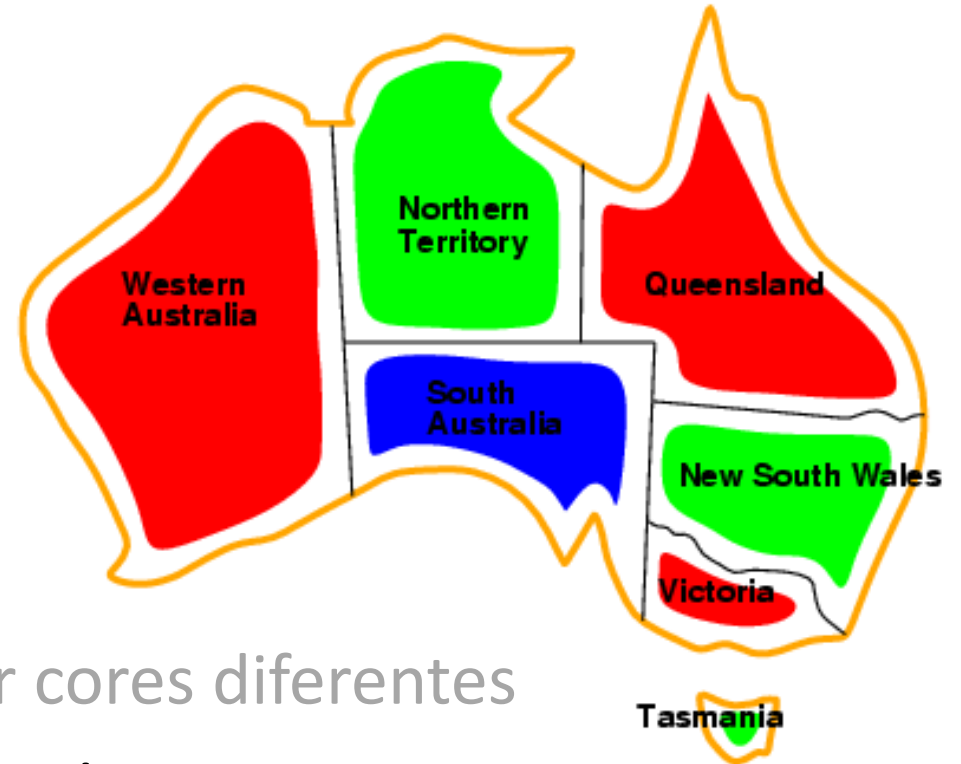 Northern
Territory
Western
Australia
Queensland
South
Australia
New South Wales
Victoria
r cores diferentes
Tasmania